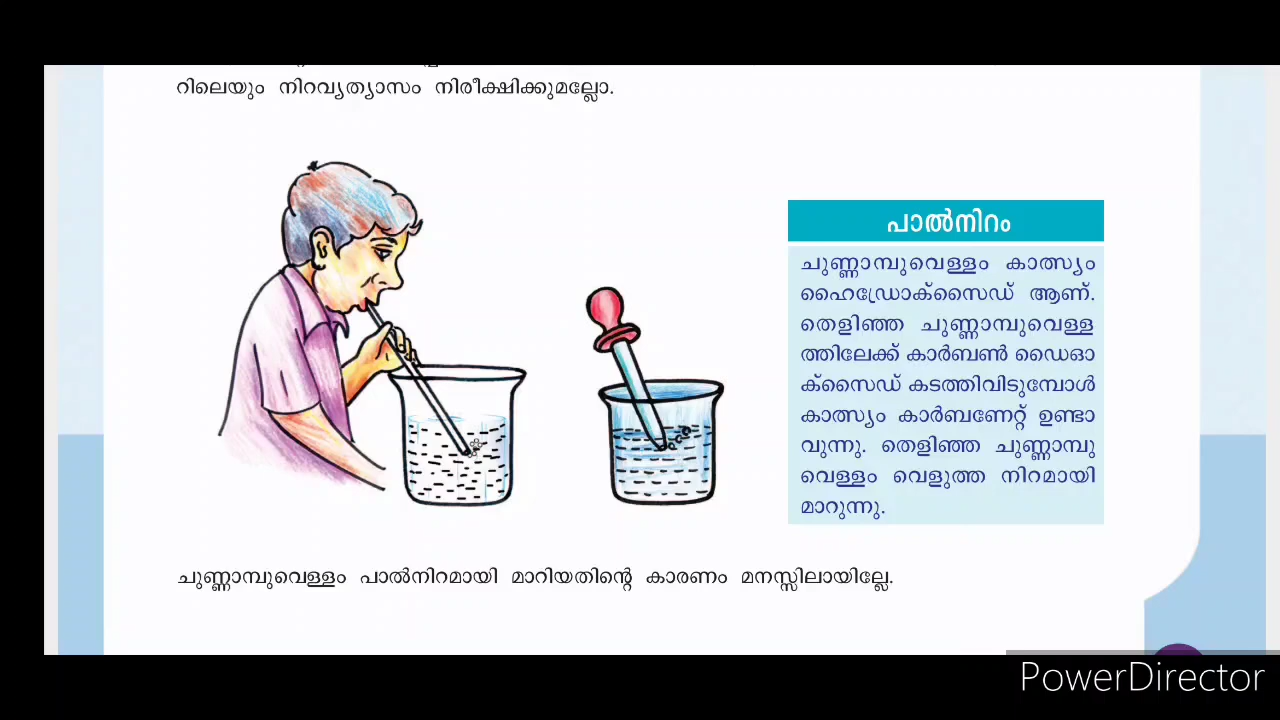 റിലെയും നിറവ്യത്യാസം നിരീക്ഷിക്കുമല്ലോ.
പാൽനിറം
ചുണ്ണാമ്പുവെള്ളം കാത്സ്യം
ഹൈഡ്രോക്സൈഡ് ആണ്.
തെളിഞ്ഞ ചുണ്ണാമ്പുവെള്ള
ത്തിലേക്ക് കാർബൺ ഡൈഓ
ക്സൈഡ് കടത്തിവിടുമ്പോൾ
കാത്സ്യം കാർബണേറ്റ് ഉണ്ടാ
വുന്നു. തെളിഞ്ഞ ചുണ്ണാമ്പു
വെള്ളം വെളുത്ത നിറമായി
മാറുന്നു.
ചുണ്ണാമ്പുവെള്ളം പാൽനിറമായി മാറിയതിന്റെ കാരണം മനസ്സിലായില്ലേ.
PowerDirector